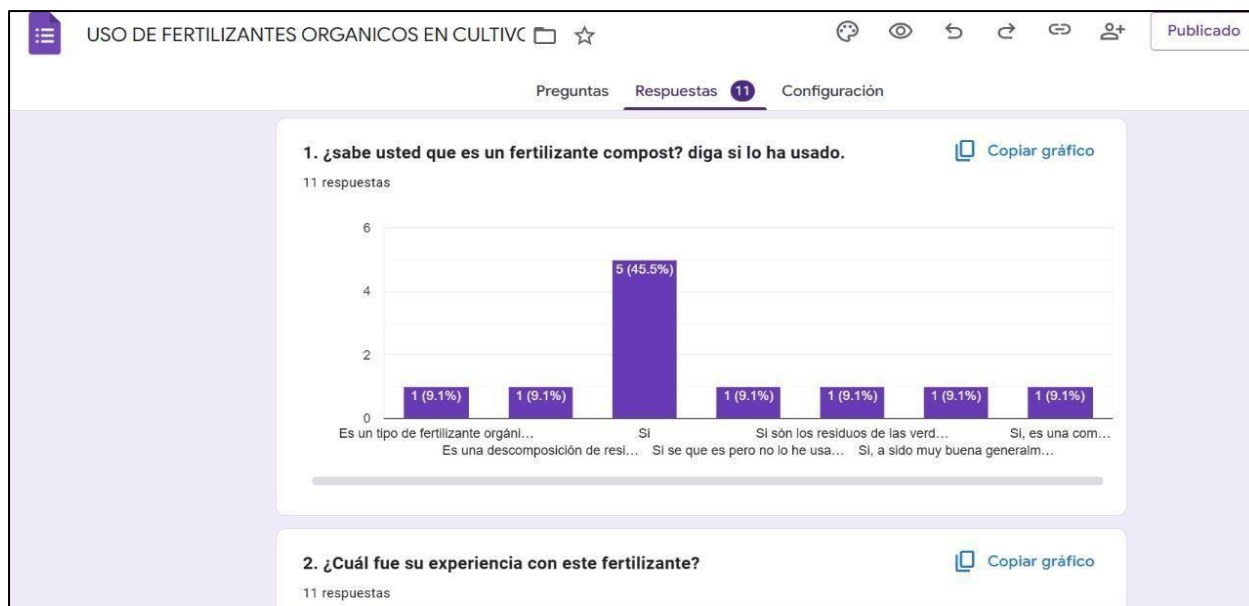 USO DE FERTILIZANTES ORGANICOS EN CULTIVO
Publicado
Preguntas Respuestas 11 Configuración
1. ¿sabe usted que es un fertilizante compost? diga si lo ha usado.
Copiar gráfico
11 respuestas
6
4
2
0
5 (45.5%)
1 (9.1%) 1 (9.1%) 1 (9.1%) 1 (9.1%) 1 (9.1%) 1 (9.1%)
Es un tipo de fertilizante orgáni… Si Si són los residuos de las verd… Si, es una com…
Es una descomposición de resi… Si se que es pero no lo he usa… Si, a sido muy buena generalm…
2. ¿Cuál fue su experiencia con este fertilizante?
Copiar gráfico
11 respuestas